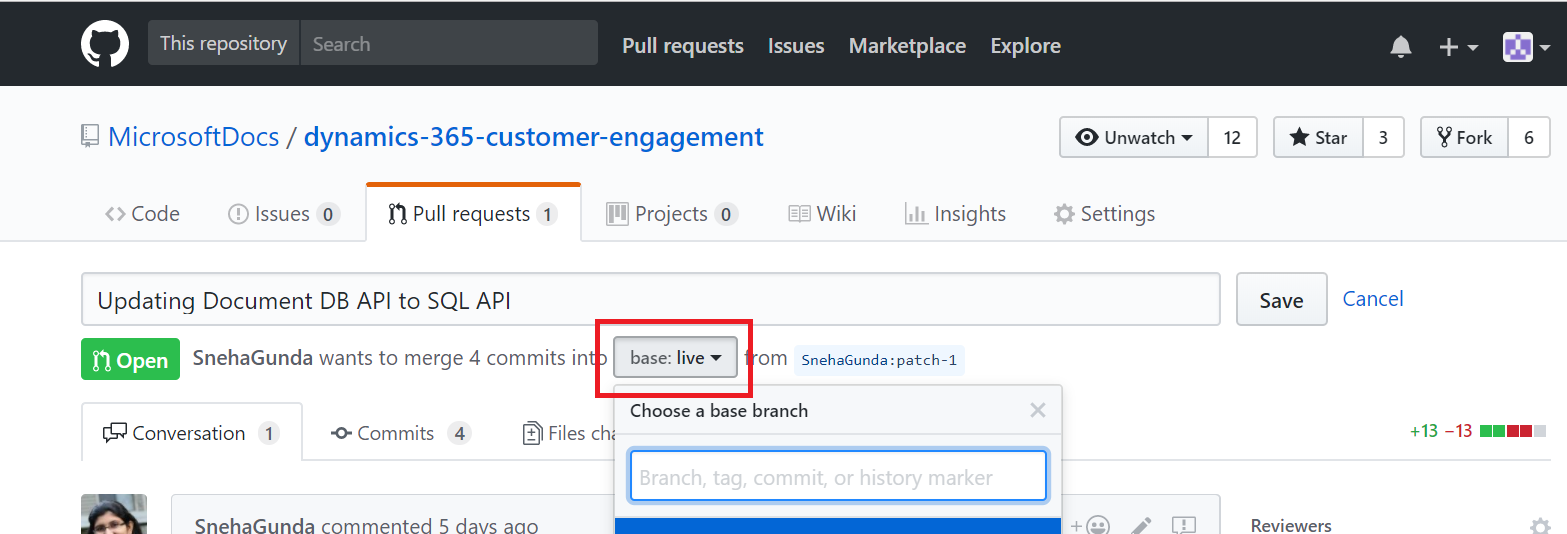 This repository Search Pull requests Issues Marketplace Explore
MicrosoftDocs / dynamics-365-customer-engagement Unwatch 12 Star 3 Fork 6
Code Issues 0 Pull requests 1 Projects 0 Wiki Insights Settings
Updating Document DB API to SQL API Save Cancel
Open SnehaGunda wants to merge 4 commits into base: live from SnehaGunda:patch-1
Choose a base branch
Conversation 1 Commits 4 Files cha +13 −13
Branch, tag, commit, or history marker
SnehaGunda commented 5 days ago Reviewers